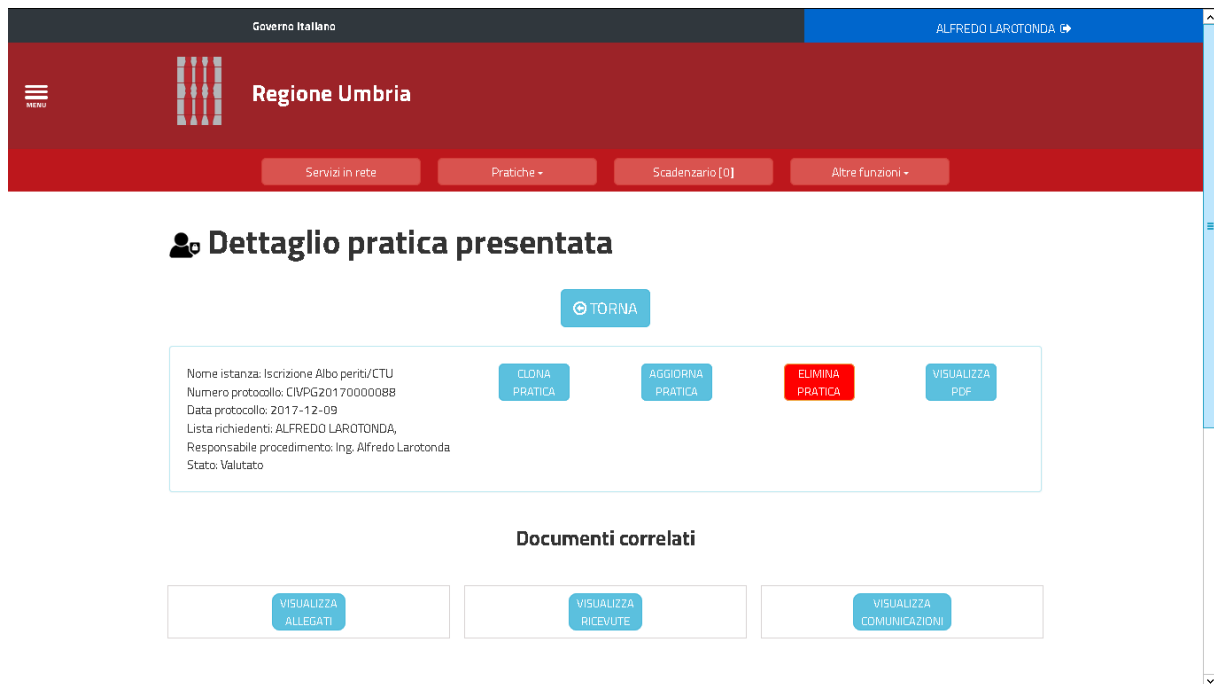 Governo Italiano
ALFREDO LAROTONDA
MENU
Regione Umbria
Servizi in rete
Pratiche
Scadenzario [0]
Altre funzioni
Dettaglio pratica presentata
TORNA
Nome istanza: Iscrizione Albo periti/CTU
Numero protocollo: CIVPG20170000088
Data protocollo: 2017-12-09
Lista richiedenti: ALFREDO LAROTONDA,
Responsabile procedimento: Ing. Alfredo Larotonda
Stato: Valutato
CLONA
PRATICA
AGGIORNA
PRATICA
ELIMINA
PRATICA
VISUALIZZA
PDF
Documenti correlati
VISUALIZZA
ALLEGATI
VISUALIZZA
RICEVUTE
VISUALIZZA
COMUNICAZIONI